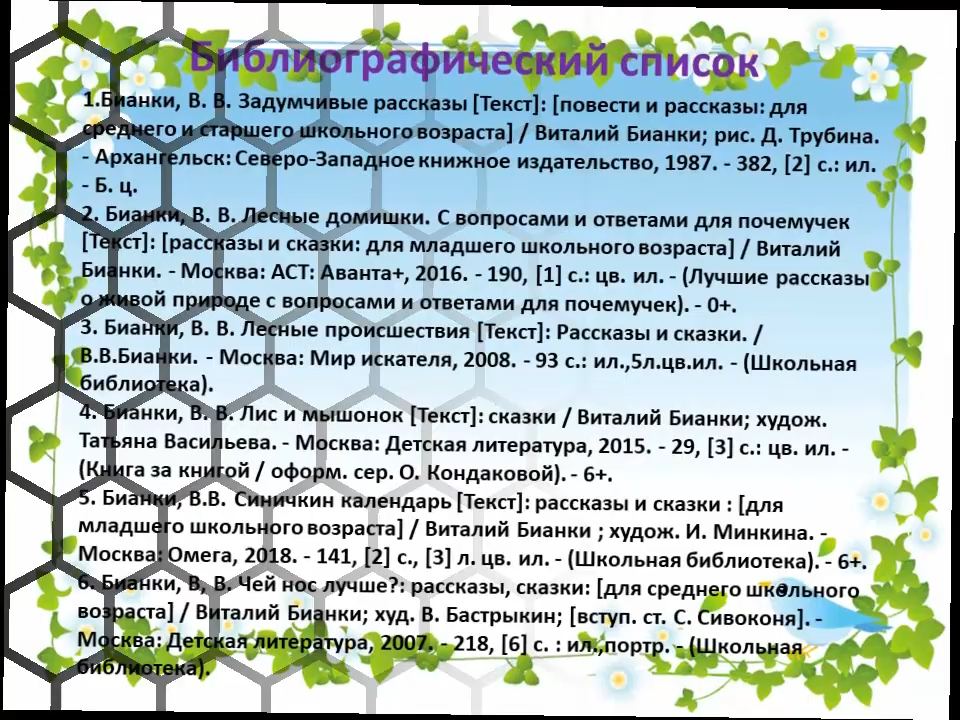 Библиографический список
1.Бианки, В. В. Задумчивые рассказы [Текст]: [повести и рассказы: для
среднего и старшего школьного возраста] / Виталий Бианки; рис. Д. Трубина.
- Архангельск: Северо-Западное книжное издательство, 1987. - 382, [2] с.: ил.
- Б. ц.
2. Бианки, В. В. Лесные домишки. С вопросами и ответами для почемучек
[Текст]: [рассказы и сказки: для младшего школьного возраста] / Виталий
Бианки. - Москва: АСТ: Аванта+, 2016. - 190, [1] с.: цв. ил. - (Лучшие рассказы
о живой природе с вопросами и ответами для почемучек). - 0+.
3. Бианки, В. В. Лесные происшествия [Текст]: Рассказы и сказки. /
В.В.Бианки. - Москва: Мир искателя, 2008. - 93 с.: ил.,5л.цв.ил. - (Школьная
библиотека).
4. Бианки, В. В. Лис и мышонок [Текст]: сказки / Виталий Бианки; худож.
Татьяна Васильева. - Москва: Детская литература, 2015. - 29, [3] с.: цв. ил. -
(Книга за книгой / оформ. сер. О. Кондаковой). - 6+.
5. Бианки, В.В. Синичкин календарь [Текст]: рассказы и сказки : [для
младшего школьного возраста] / Виталий Бианки ; худож. И. Минкина. -
Москва: Омега, 2018. - 141, [2] с., [3] л. цв. ил. - (Школьная библиотека). - 6+.
6. Бианки, В, В. Чей нос лучше?: рассказы, сказки: [для среднего школьного
возраста] / Виталий Бианки; худ. В. Бастрыкин; [вступ. ст. С. Сивоконя]. -
Москва: Детская литература, 2007. - 218, [6] с. : ил.,портр. - (Школьная
библиотека).